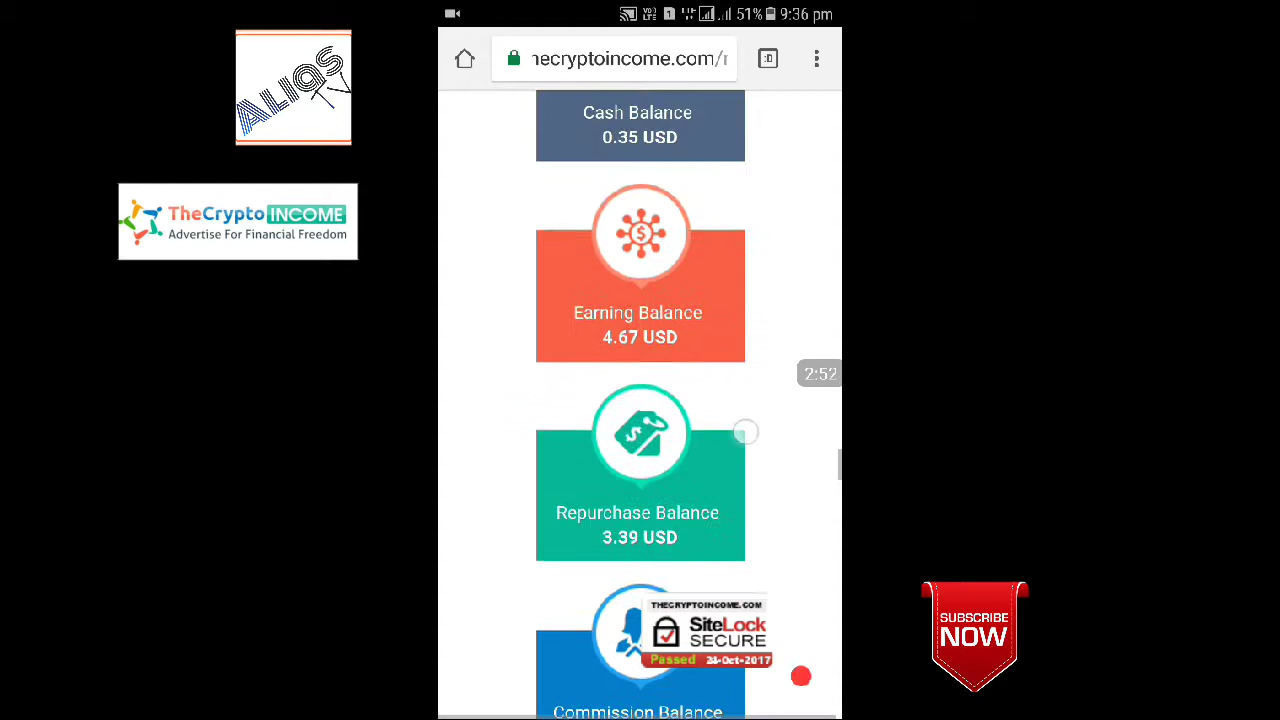 51% 9:36 pm
necryptoincome.com/r
:D
ALIQS
TheCrypto INCOME
Advertise For Financial Freedom
Cash Balance
0.35 USD
Earning Balance
4.67 USD
2:52
Repurchase Balance
3.39 USD
THECRYPTOINCOME.COM
SiteLock
SECURE
Passed 23-Oct-2017
Commission Balance
SUBSCRIBE
NOW